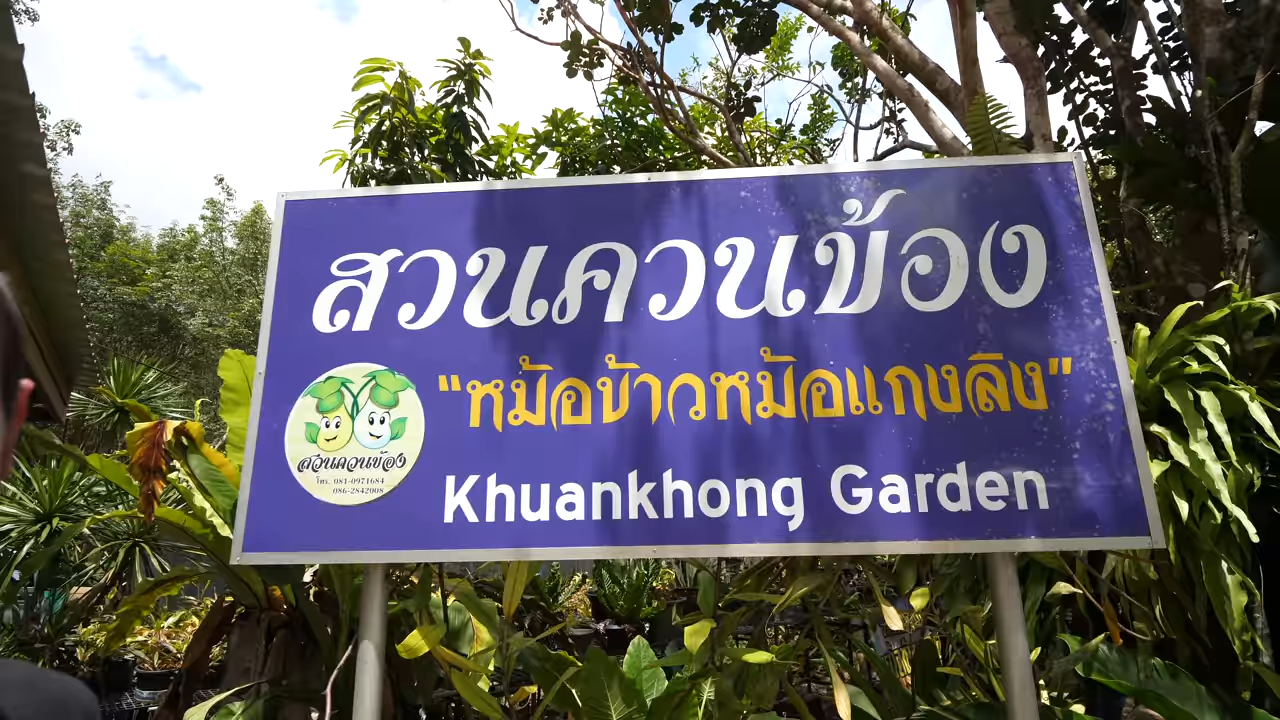 สวนควนข้อง
“หม้อข้าวหม้อแกงลิง”
สวนควนข้อง
โทร. 081-0971684
086-2842008
Khuankhong Garden